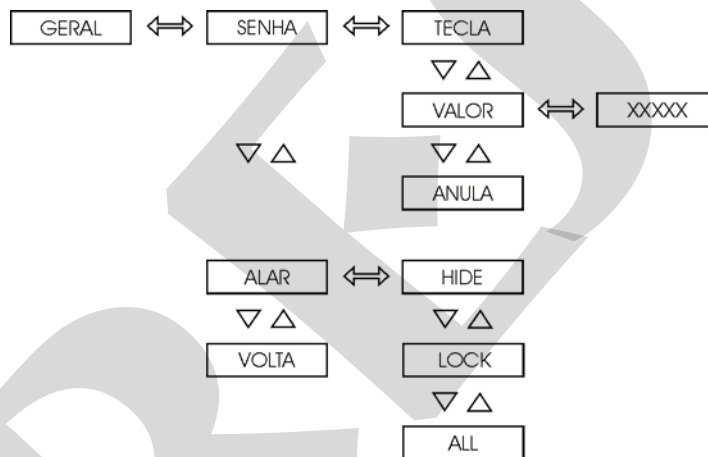 GERAL SENHA TECLA
VALOR XXXXX
ANULA
ALAR HIDE
VOLTA LOCK
ALL